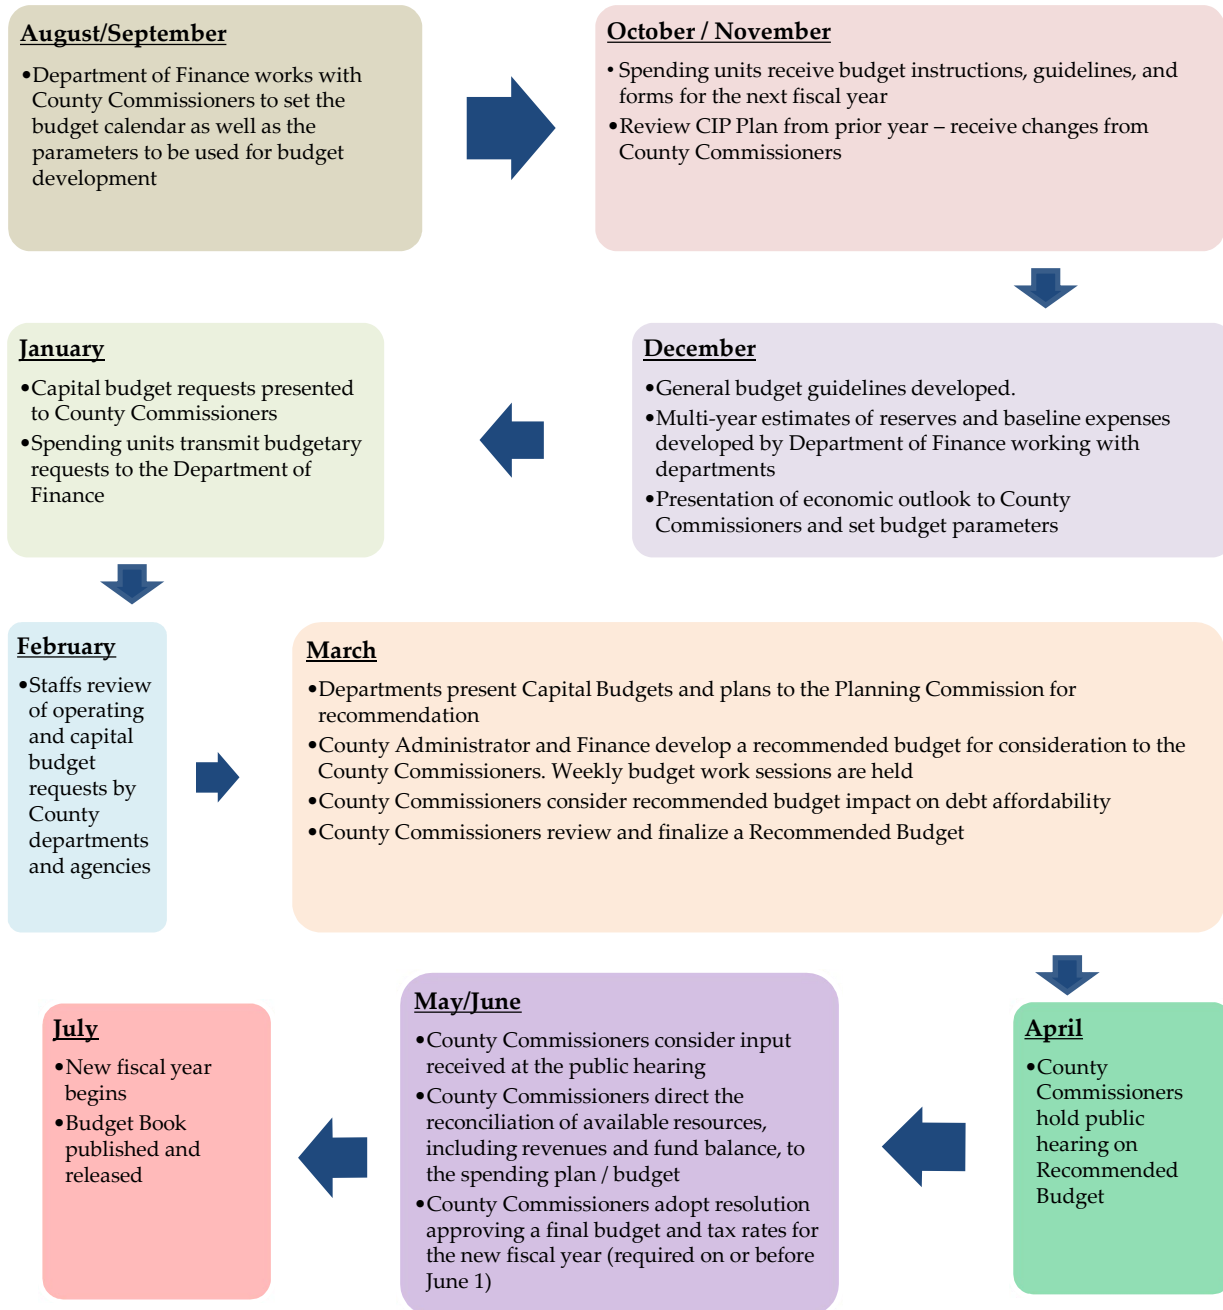 August/September
•Department of Finance works with
County Commissioners to set the
budget calendar as well as the
parameters to be used for budget
development
October / November
• Spending units receive budget instructions, guidelines, and
forms for the next fiscal year
•Review CIP Plan from prior year – receive changes from
County Commissioners
December
•General budget guidelines developed.
•Multi-year estimates of reserves and baseline expenses
developed by Department of Finance working with
departments
•Presentation of economic outlook to County
Commissioners and set budget parameters
January
•Capital budget requests presented
to County Commissioners
•Spending units transmit budgetary
requests to the Department of
Finance
February
•Staffs review
of operating
and capital
budget
requests by
County
departments
and agencies
March
•Departments present Capital Budgets and plans to the Planning Commission for
recommendation
•County Administrator and Finance develop a recommended budget for consideration to the
County Commissioners. Weekly budget work sessions are held
•County Commissioners consider recommended budget impact on debt affordability
•County Commissioners review and finalize a Recommended Budget
April
•County
Commissioners
hold public
hearing on
Recommended
Budget
May/June
•County Commissioners consider input
received at the public hearing
•County Commissioners direct the
reconciliation of available resources,
including revenues and fund balance, to
the spending plan / budget
•County Commissioners adopt resolution
approving a final budget and tax rates for
the new fiscal year (required on or before
June 1)
July
•New fiscal year
begins
•Budget Book
published and
released